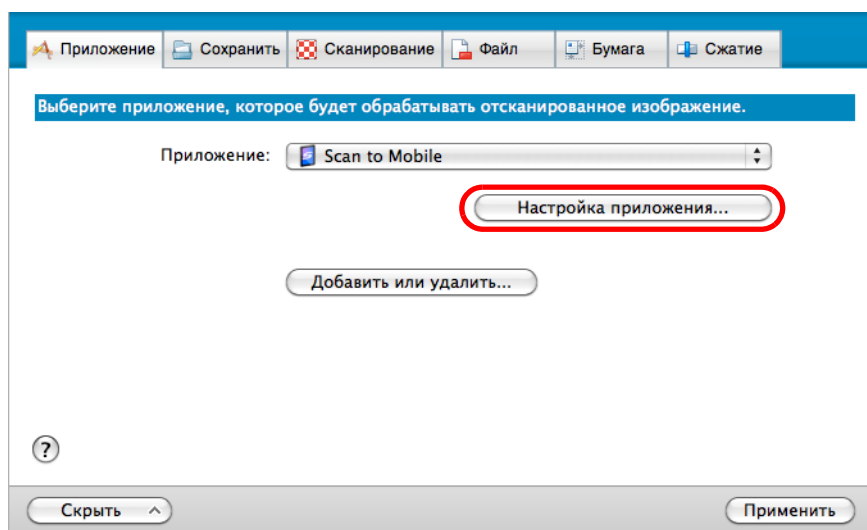 Приложение Сохранить Сканирование Файл Бумага Сжатие
Выберите приложение, которое будет обрабатывать отсканированное изображение.
Приложение: Scan to Mobile
Настройка приложения...
Добавить или удалить...
?
Скрыть Применить